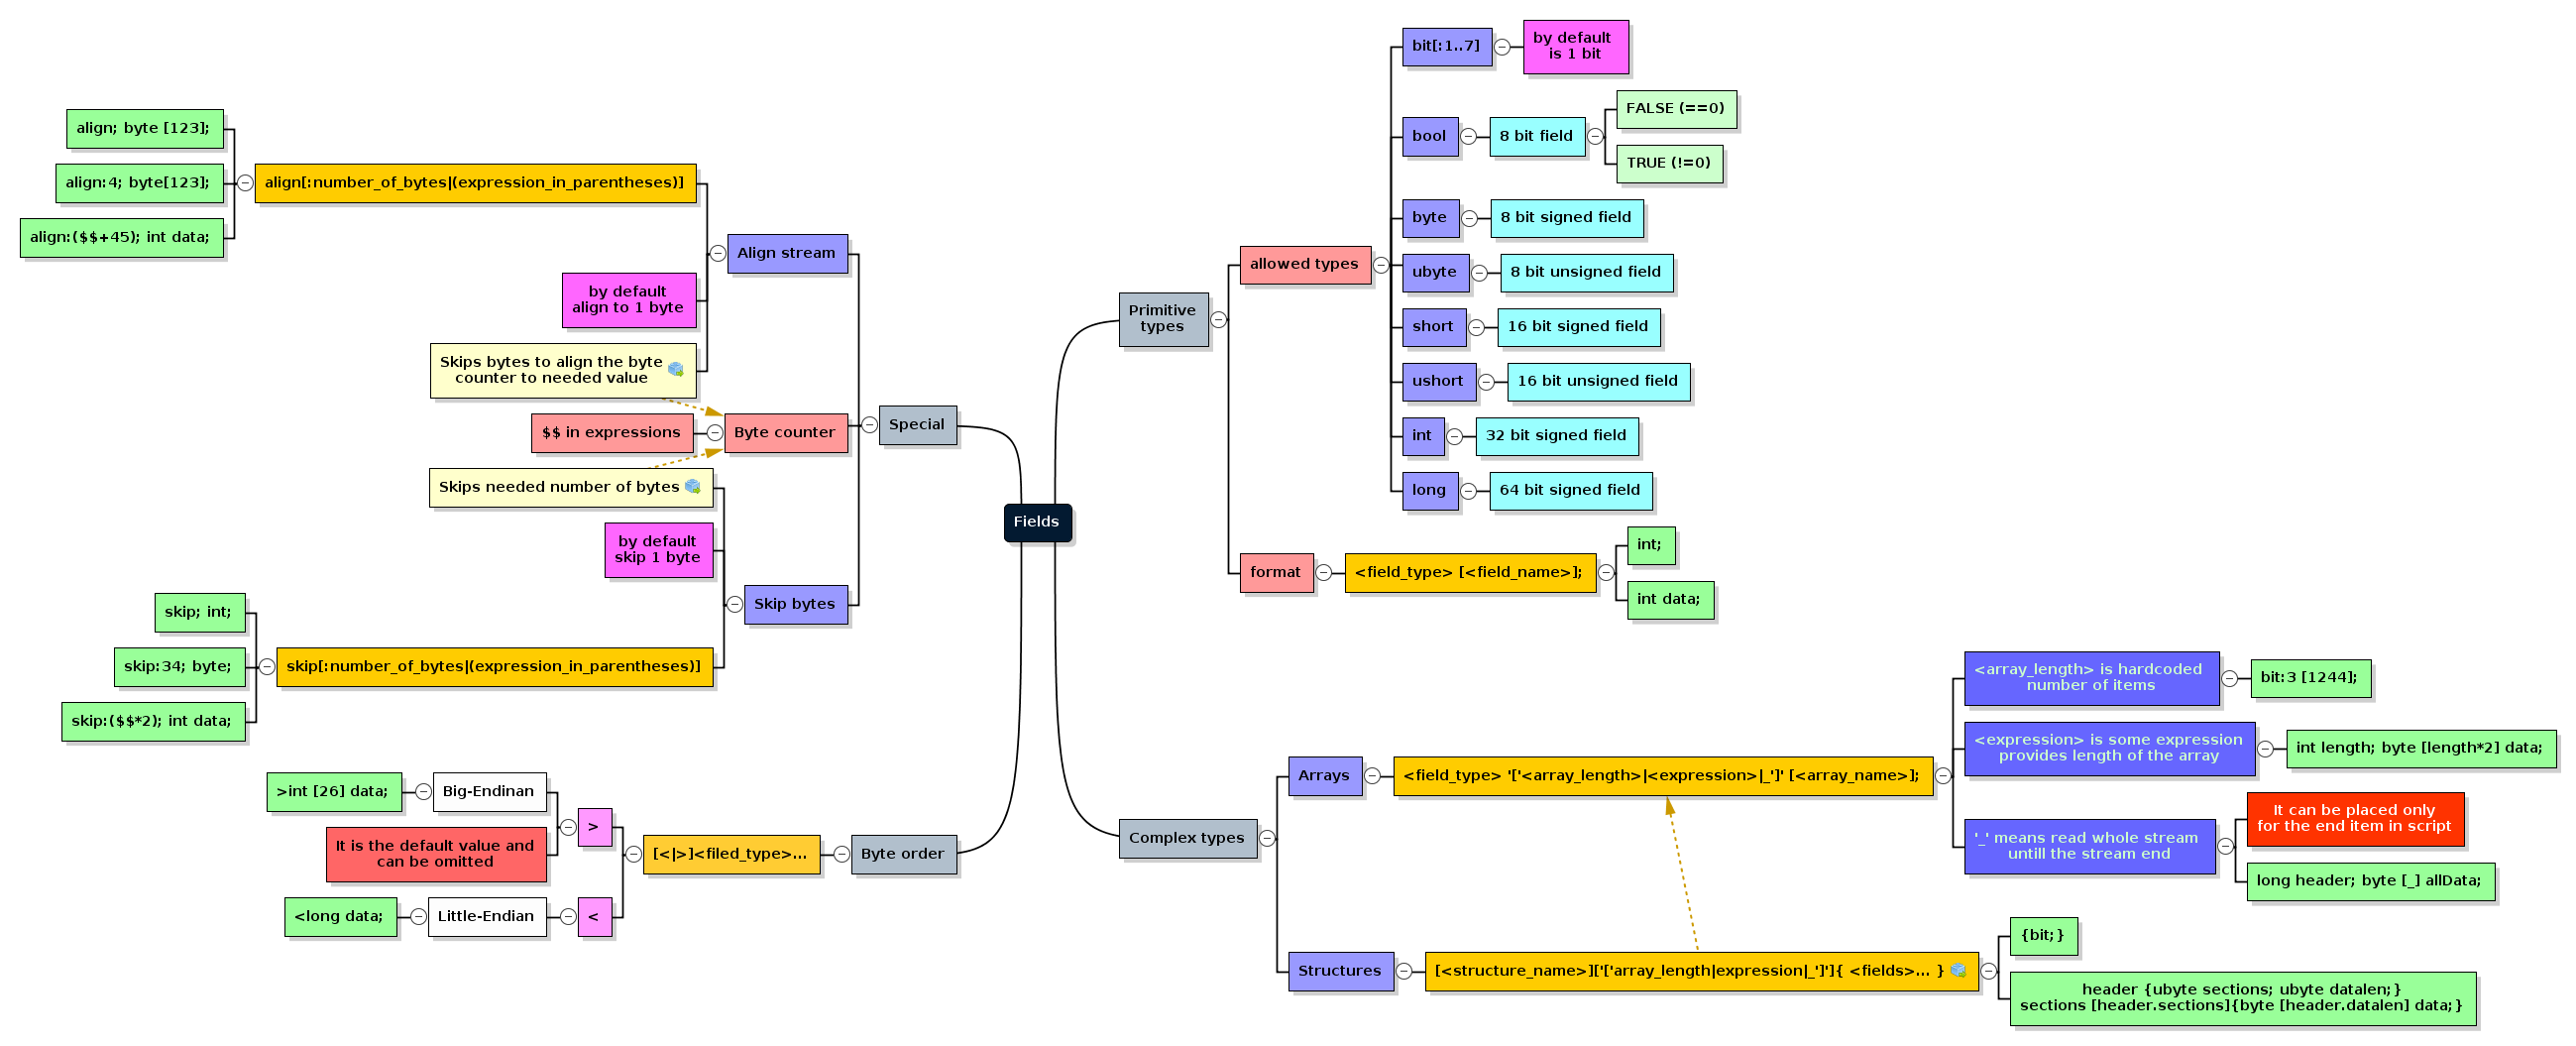 Fields
Primitive
types
allowed types
bit[:1..7]
by default
is 1 bit
bool
8 bit field
FALSE (==0)
TRUE (!=0)
byte
8 bit signed field
ubyte
8 bit unsigned field
short
16 bit signed field
ushort
16 bit unsigned field
int
32 bit signed field
long
64 bit signed field
format
<field_type> [<field_name>];
int;
int data;
Complex types
Arrays
<field_type> '['<array_length>|<expression>|_']' [<array_name>];
<array_length> is hardcoded
number of items
bit:3 [1244];
<expression> is some expression
provides length of the array
int length; byte [length*2] data;
'_' means read whole stream
untill the stream end
It can be placed only
for the end item in script
long header; byte [_] allData;
Structures
[<structure_name>]['['array_length|expression|_']']{ <fields>... }
{bit;}
header {ubyte sections; ubyte datalen;}
sections [header.sections]{byte [header.datalen] data;}
Special
Align stream
align[:number_of_bytes|(expression_in_parentheses)]
align; byte [123];
align:4; byte[123];
align:($$+45); int data;
by default
align to 1 byte
Skips bytes to align the byte
counter to needed value
Byte counter
$$ in expressions
Skip bytes
Skips needed number of bytes
by default
skip 1 byte
skip[:number_of_bytes|(expression_in_parentheses)]
skip; int;
skip:34; byte;
skip:($$*2); int data;
Byte order
[<|>]<filed_type>...
>
Big-Endinan
>int [26] data;
It is the default value and
can be omitted
<
Little-Endian
<long data;